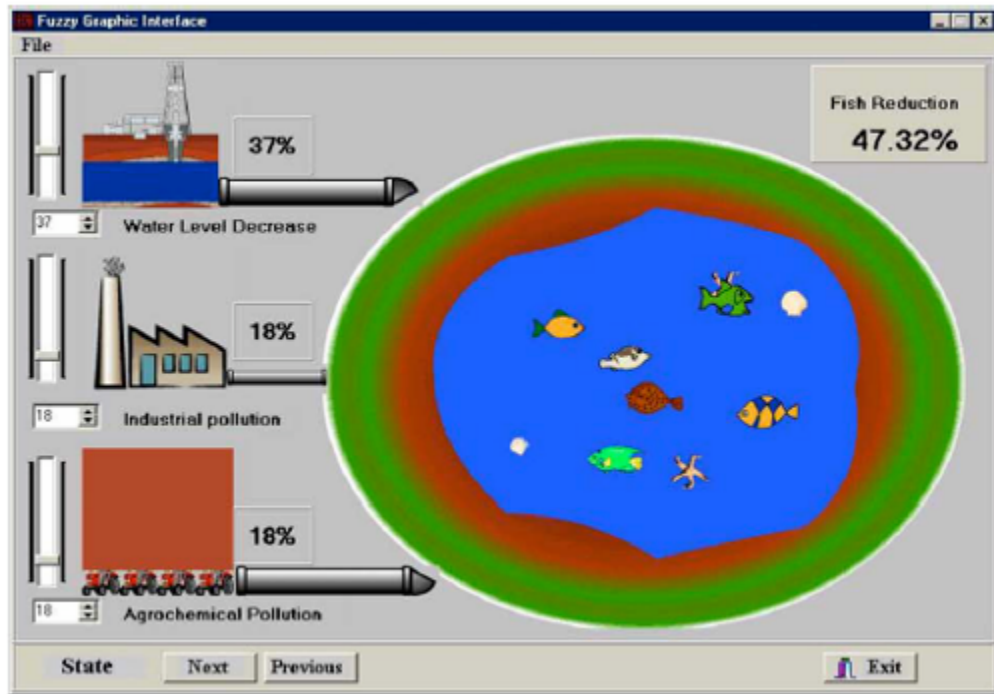 Fuzzy Graphic Interface
File
Fish Reduction
47.32%
37%
37
Water Level Decrease
18%
18
Industrial pollution
18%
18
Agrochemical Pollution
State Next Previous Exit